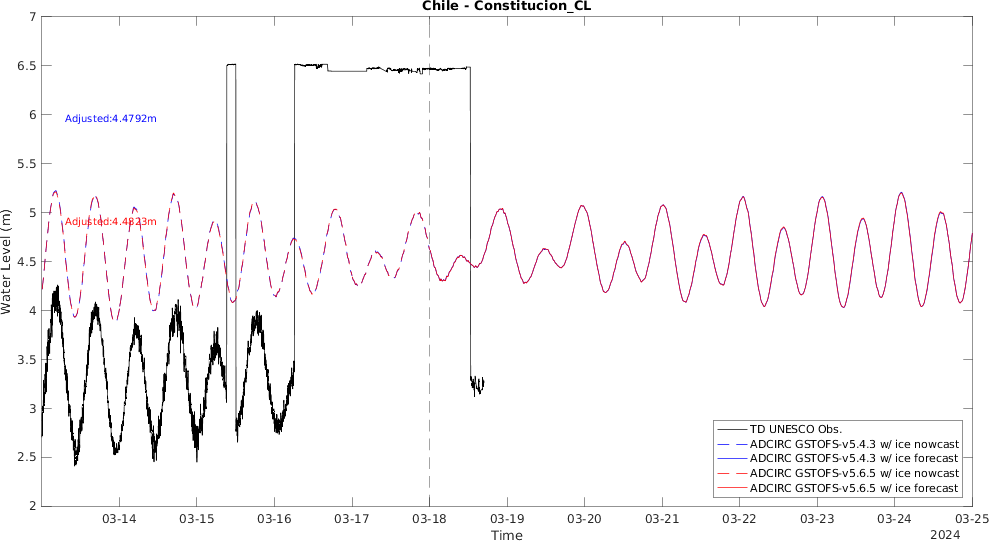 Chile - Constitucion_CL
7
6.5
6
5.5
5
4.5
4
3.5
3
2.5
2
Water Level (m)
Adjusted:4.4792m
Adjusted:4.4823m
TD UNESCO Obs.
ADCIRC GSTOFS-v5.4.3 w/ ice nowcast
ADCIRC GSTOFS-v5.4.3 w/ ice forecast
ADCIRC GSTOFS-v5.6.5 w/ ice nowcast
ADCIRC GSTOFS-v5.6.5 w/ ice forecast
03-14 03-15 03-16 03-17 03-18 03-19 03-20 03-21 03-22 03-23 03-24 03-25
Time
2024